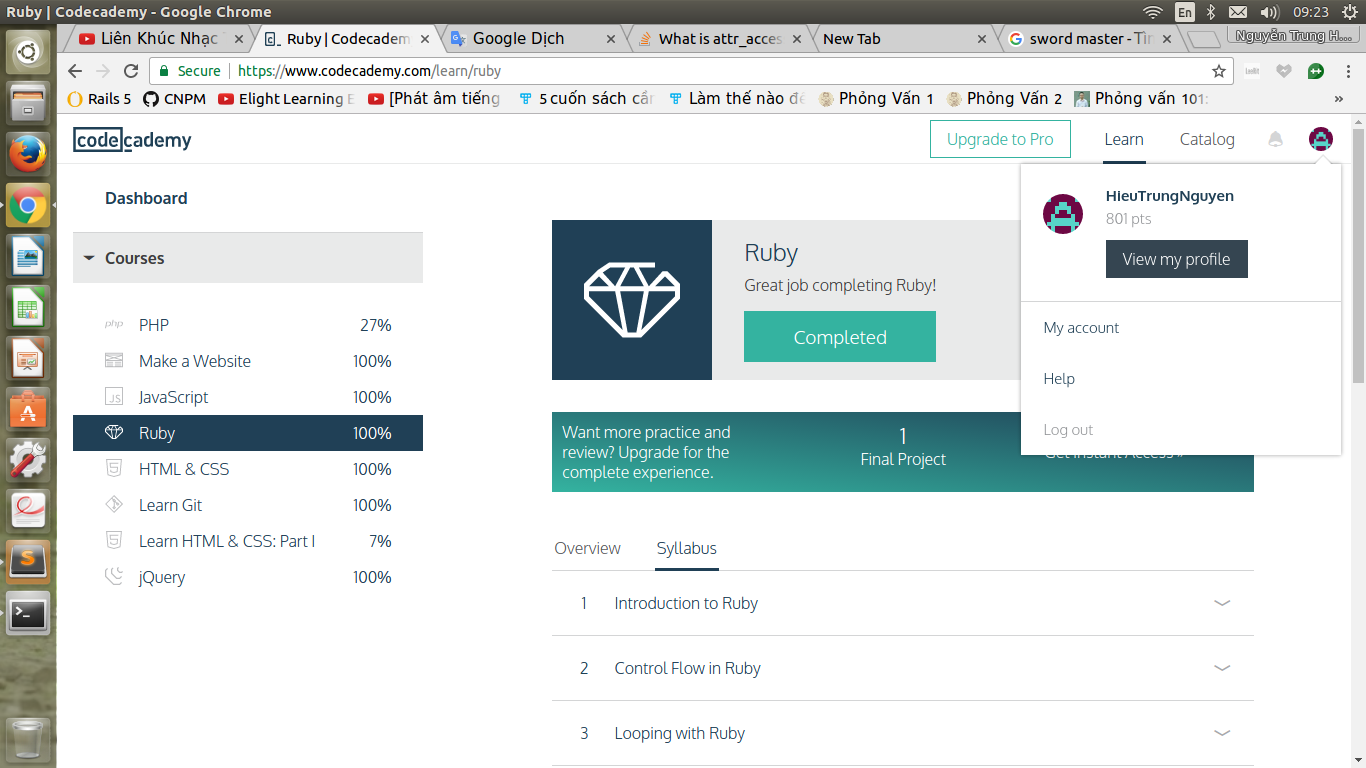 Ruby | Codecademy - Google Chrome
En
09:23
Liên Khúc Nhạc
Ruby | Codecadem
Google Dịch
What is attr_acces
New Tab
sword master - Tìm
Nguyễn Trung H...
Secure
https://www.codecademy.com/learn/ruby
Rails 5
CNPM
Elight Learning E
[Phát âm tiếng
5 cuốn sách cần
Làm thế nào để
Phỏng Vấn 1
Phỏng Vấn 2
Phỏng vấn 101:
»
codecademy
Upgrade to Pro
Learn
Catalog
Dashboard
Courses
php PHP 27%
Make a Website 100%
JS JavaScript 100%
Ruby 100%
HTML & CSS 100%
Learn Git 100%
Learn HTML & CSS: Part I 7%
jQuery 100%
Ruby
Great job completing Ruby!
Completed
HieuTrungNguyen
801 pts
View my profile
My account
Help
Log out
Want more practice and
review? Upgrade for the
complete experience.
1
Final Project
Get Instant Access »
Overview
Syllabus
1 Introduction to Ruby
2 Control Flow in Ruby
3 Looping with Ruby